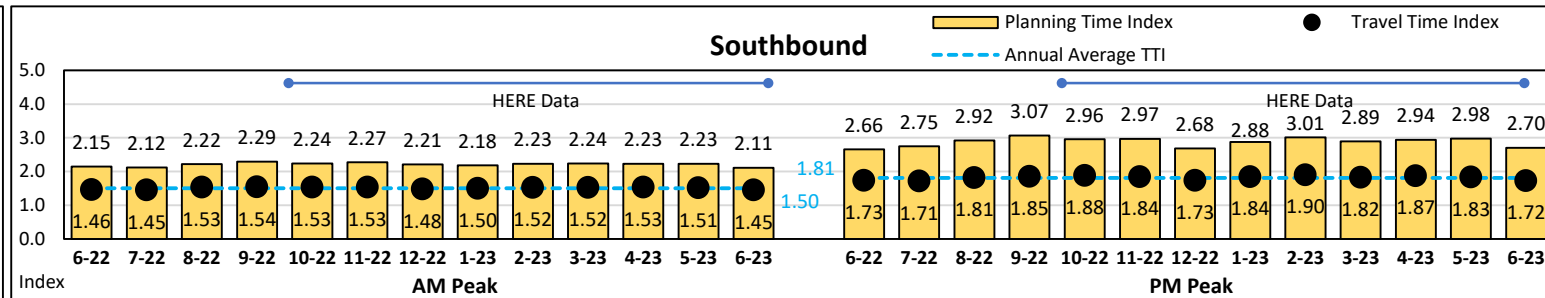 Planning Time Index
Travel Time Index
Southbound
Annual Average TTI
5.0
4.0
3.0
2.0
1.0
0.0
HERE Data
HERE Data
2.15 2.12 2.22 2.29 2.24 2.27 2.21 2.18 2.23 2.24 2.23 2.23 2.11
2.66 2.75 2.92 3.07 2.96 2.97 2.68 2.88 3.01 2.89 2.94 2.98 2.70
1.81
1.50
1.46 1.45 1.53 1.54 1.53 1.53 1.48 1.50 1.52 1.52 1.53 1.51 1.45
1.73 1.71 1.81 1.85 1.88 1.84 1.73 1.84 1.90 1.82 1.87 1.83 1.72
6-22 7-22 8-22 9-22 10-22 11-22 12-22 1-23 2-23 3-23 4-23 5-23 6-23
6-22 7-22 8-22 9-22 10-22 11-22 12-22 1-23 2-23 3-23 4-23 5-23 6-23
Index
AM Peak
PM Peak